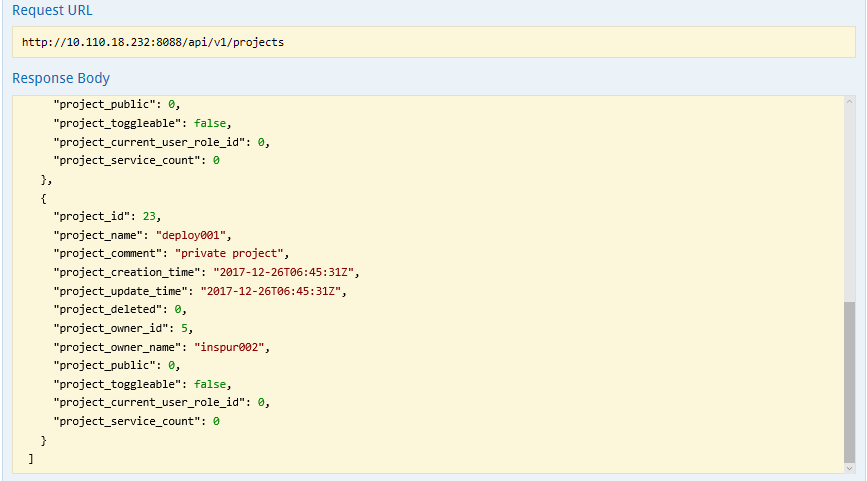 Request URL
http://10.110.18.232:8088/api/v1/projects
Response Body
"project_public": 0,
"project_toggleable": false,
"project_current_user_role_id": 0,
"project_service_count": 0
},
{
"project_id": 23,
"project_name": "deploy001",
"project_comment": "private project",
"project_creation_time": "2017-12-26T06:45:31Z",
"project_update_time": "2017-12-26T06:45:31Z",
"project_deleted": 0,
"project_owner_id": 5,
"project_owner_name": "inspur002",
"project_public": 0,
"project_toggleable": false,
"project_current_user_role_id": 0,
"project_service_count": 0
}
]